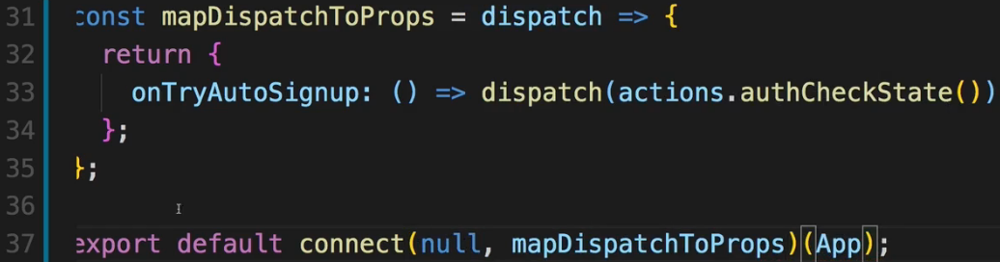 31 const mapDispatchToProps = dispatch => {
32 return {
33 onTryAutoSignup: () => dispatch(actions.authCheckState())
34 };
35 };
36
37 export default connect(null, mapDispatchToProps)(App);